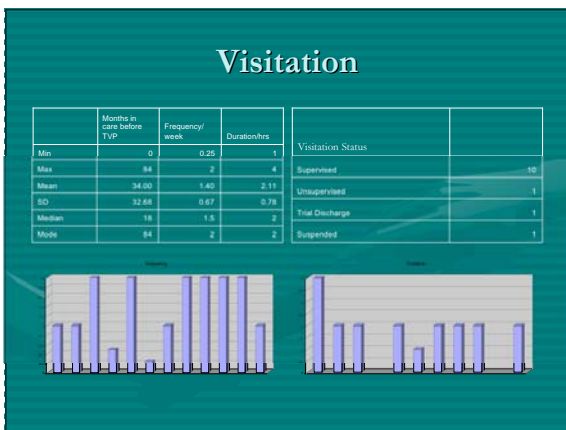 Visitation
Months in care before TVP Frequency/ week Duration/hrs
Min 0 0.25 1
Max 84 2 4
Mean 34.00 1.40 2.11
SD 32.68 0.67 0.78
Median 18 1.5 2
Mode 84 2 2
Visitation Status
Supervised 10
Unsupervised 1
Trial Discharge 1
Suspended 1